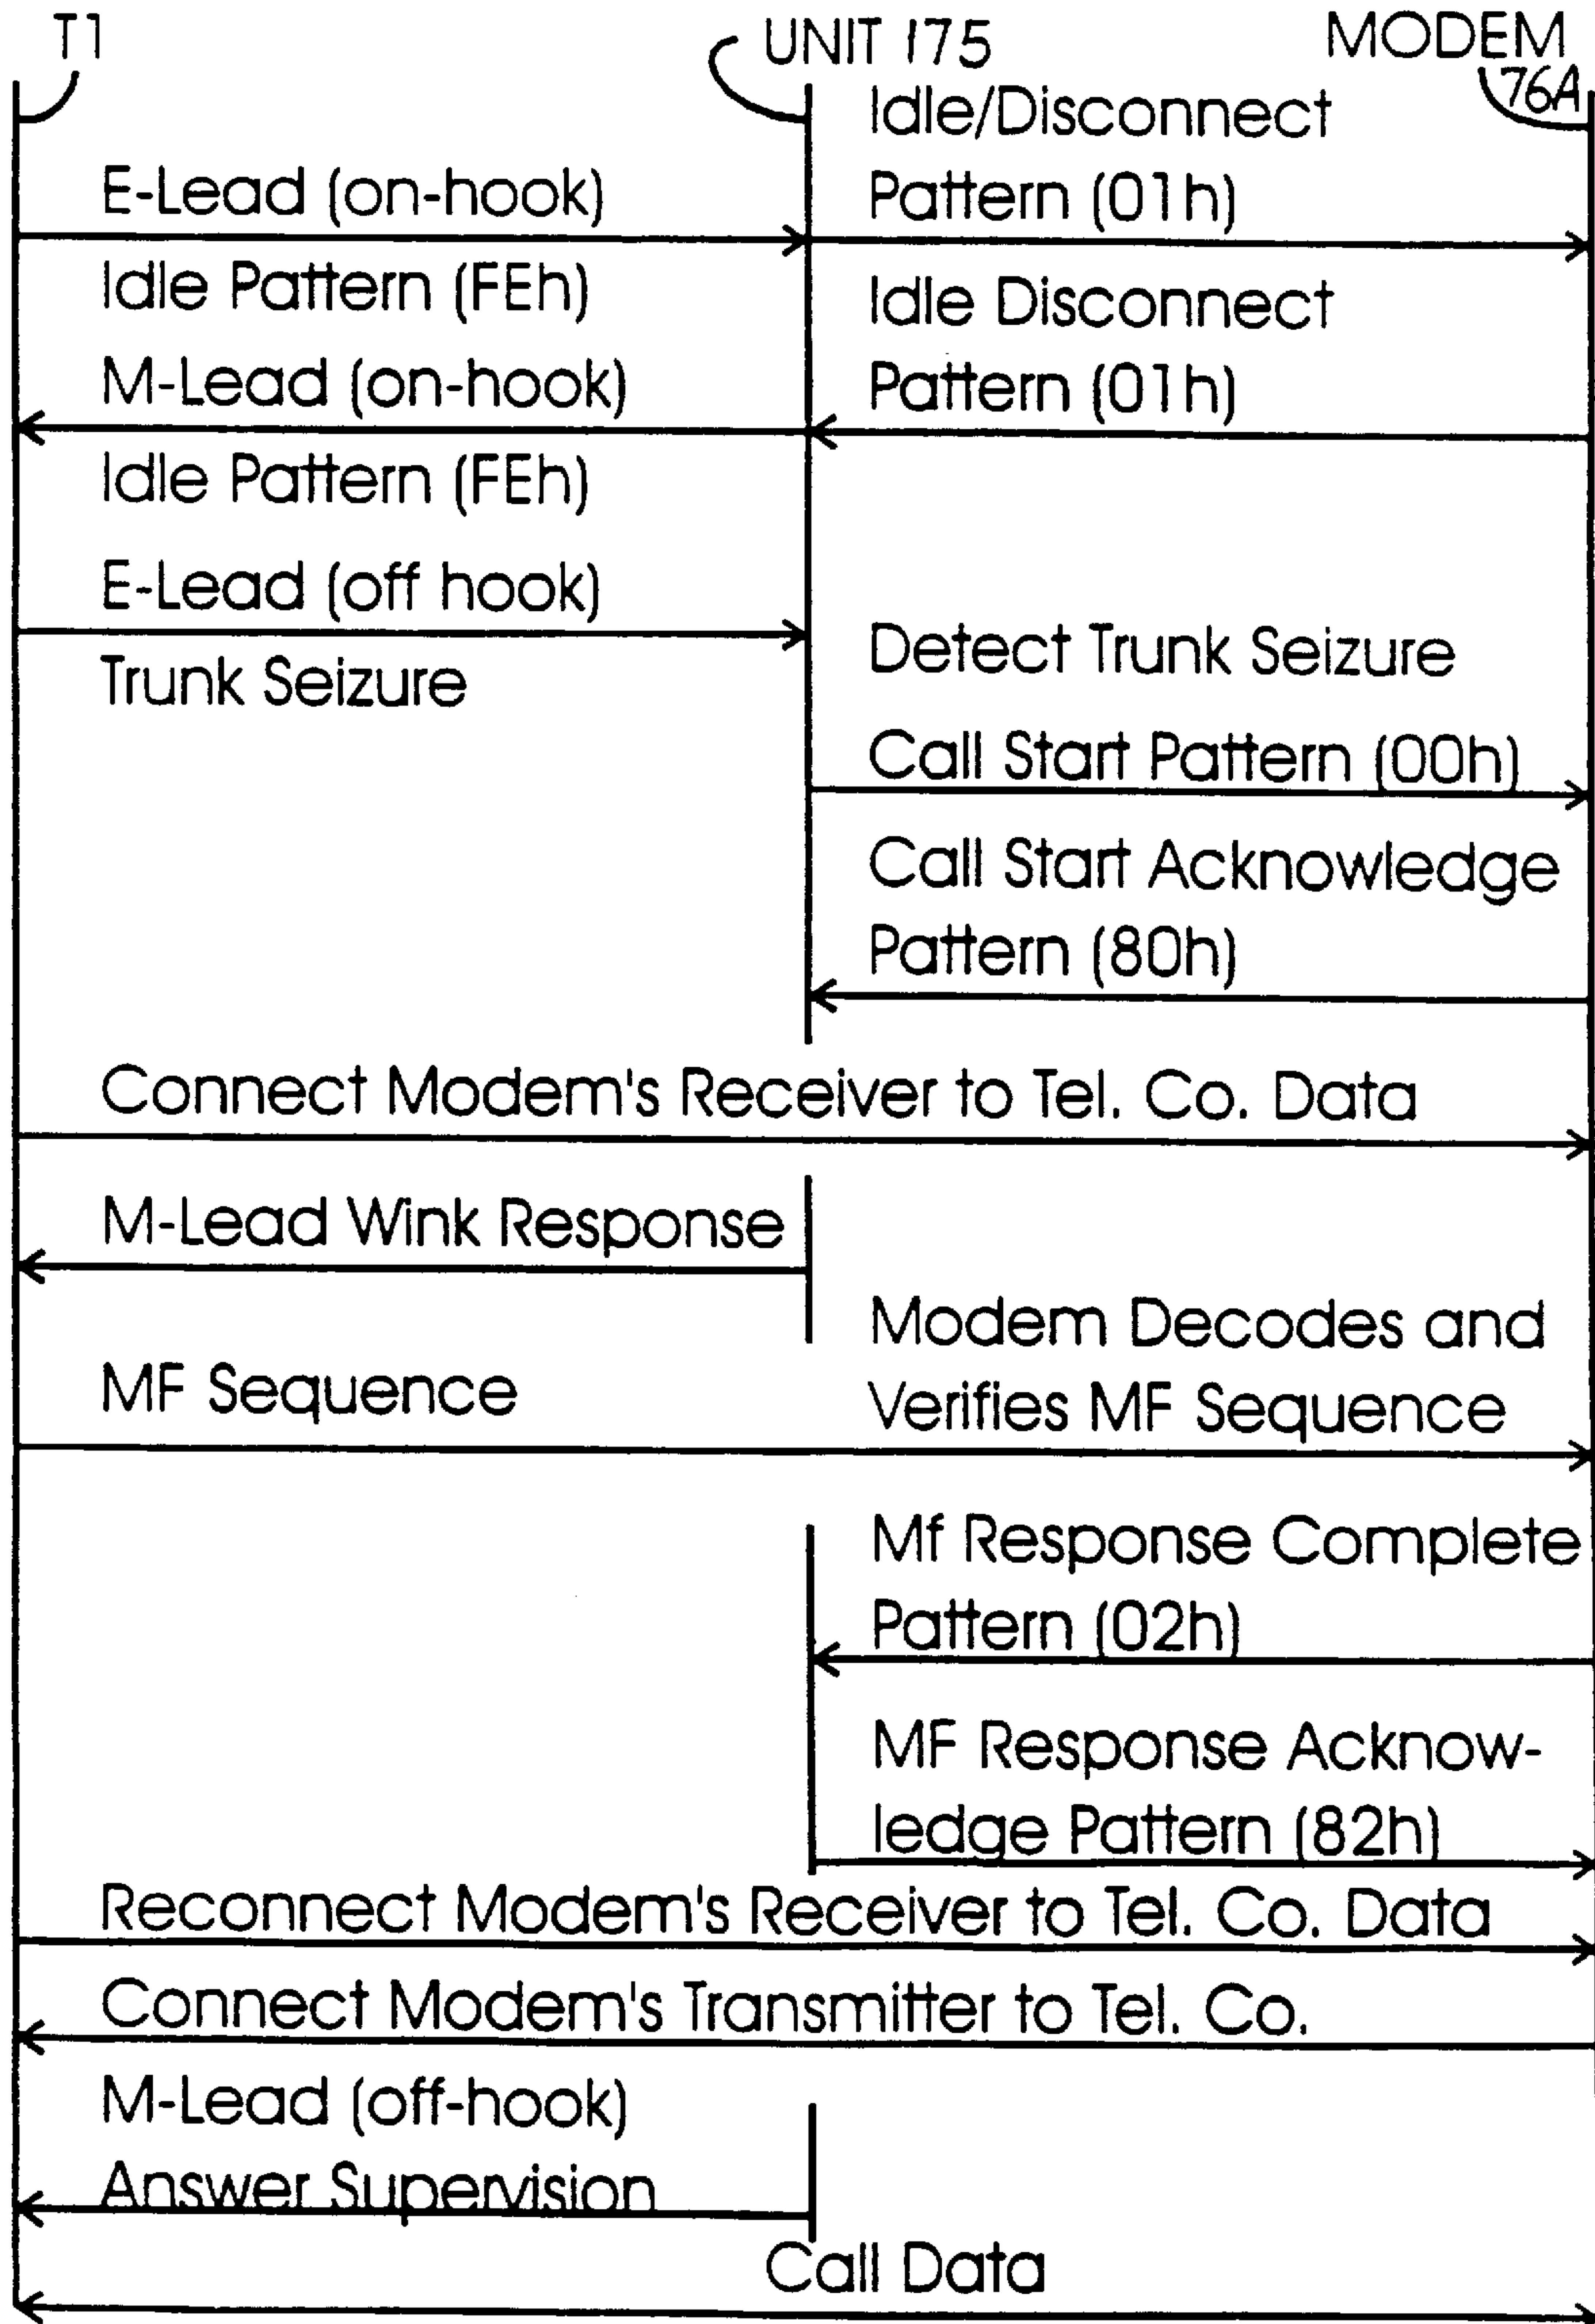 T1
UNIT 175
MODEM
76A
Idle/Disconnect
Pattern (01h)
E-Lead (on-hook)
Idle Pattern (FEh)
Idle Disconnect
Pattern (01h)
M-Lead (on-hook)
Idle Pattern (FEh)
E-Lead (off hook)
Trunk Seizure
Detect Trunk Seizure
Call Start Pattern (00h)
Call Start Acknowledge
Pattern (80h)
Connect Modem's Receiver to Tel. Co. Data
M-Lead Wink Response
MF Sequence
Modem Decodes and
Verifies MF Sequence
Mf Response Complete
Pattern (02h)
MF Response Acknow-
ledge Pattern (82h)
Reconnect Modem's Receiver to Tel. Co. Data
Connect Modem's Transmitter to Tel. Co.
M-Lead (off-hook)
Answer Supervision
Call Data